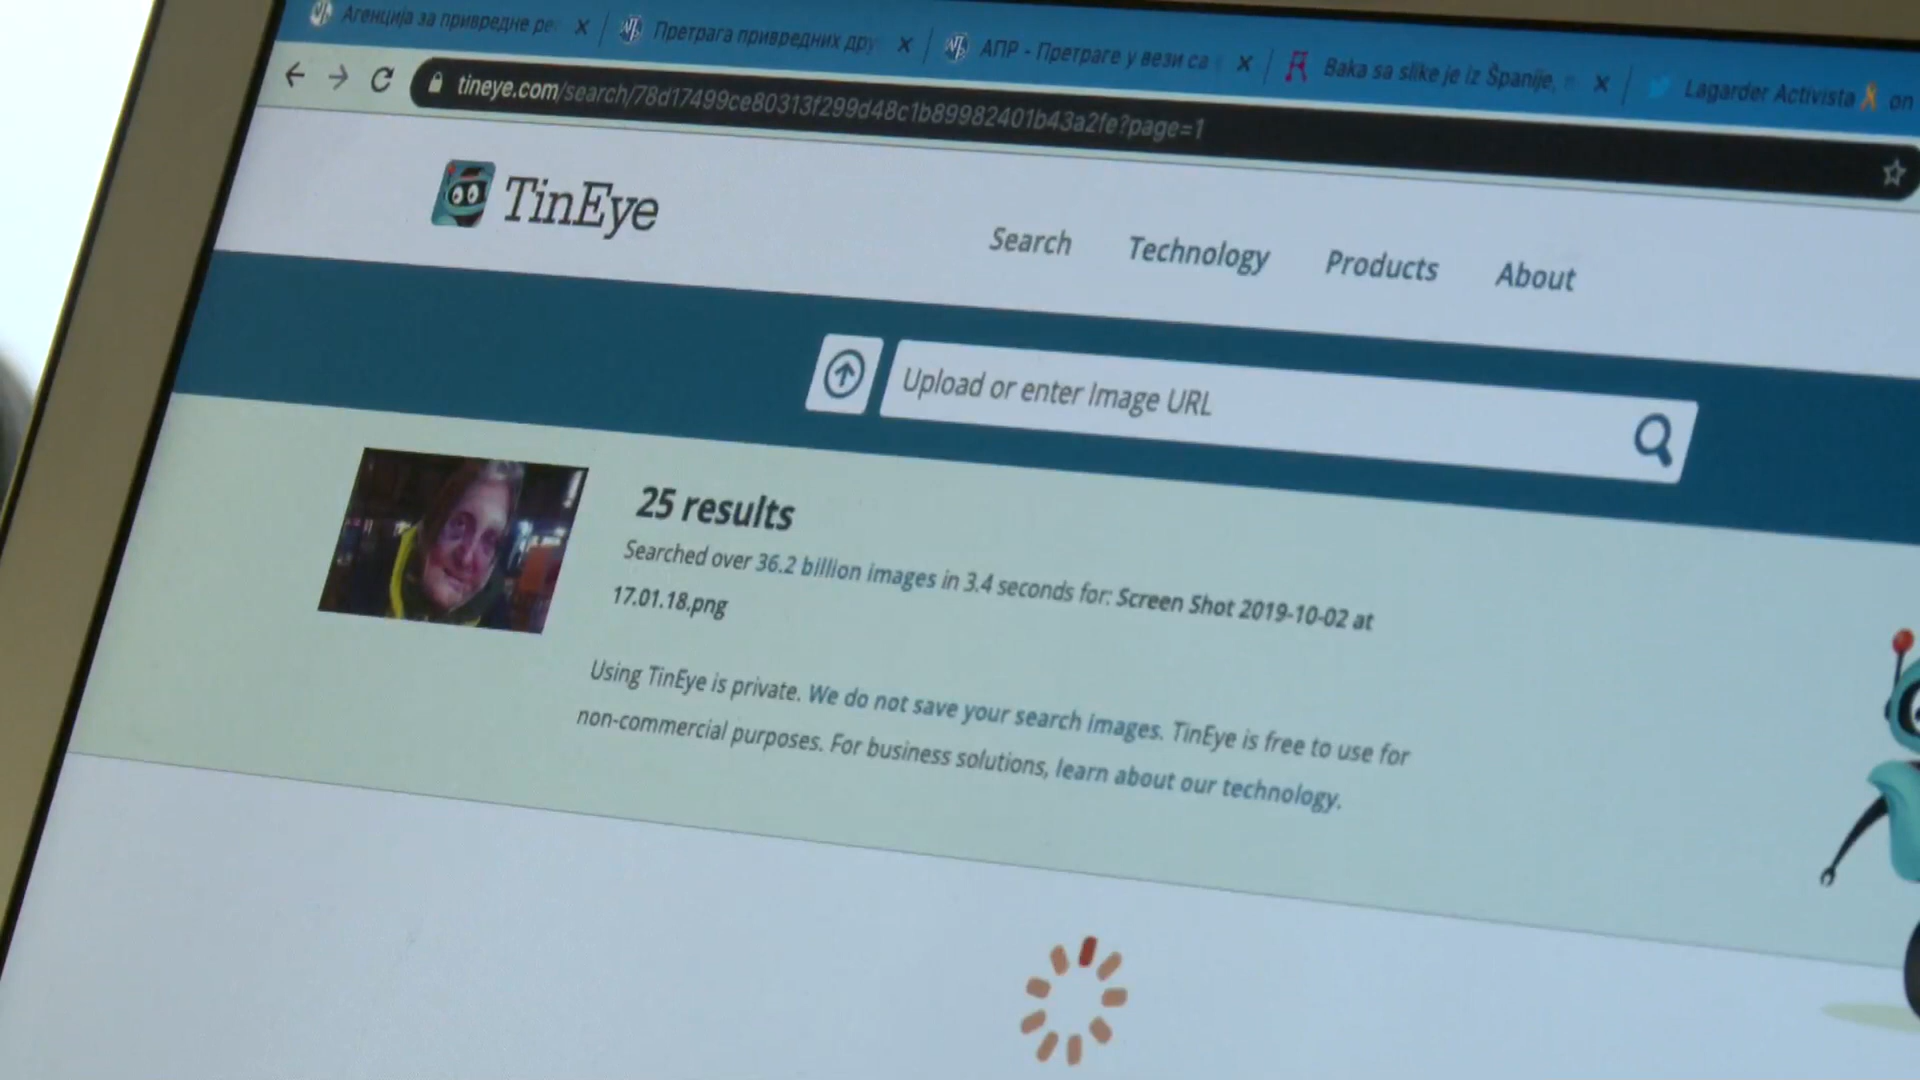 Агенција за привредне ре
Претрага привредних дру
АПР - Претраге у вези са
Baka sa slike je iz Španije,
Lagarder Activista on
tineye.com/search/78d17499ce80313f299d48c1b89982401b43a2fe?page=1
TinEye
Search Technology Products About
Upload or enter Image URL
25 results
Searched over 36.2 billion images in 3.4 seconds for: Screen Shot 2019-10-02 at
17.01.18.png
Using TinEye is private. We do not save your search images. TinEye is free to use for
non-commercial purposes. For business solutions, learn about our technology.